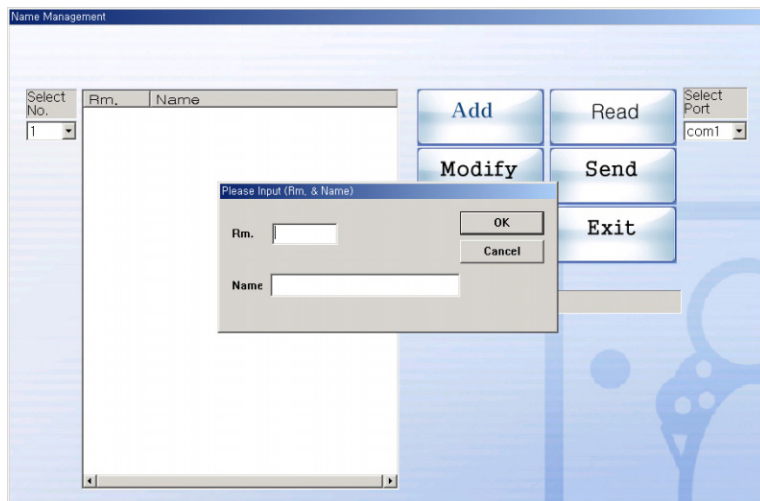 Name Management
Select
No.
1
Rm.
Name
Add
Read
Select
Port
com1
Modify
Send
Please Input (Rm, & Name)
Rm.
OK
Exit
Cancel
Name